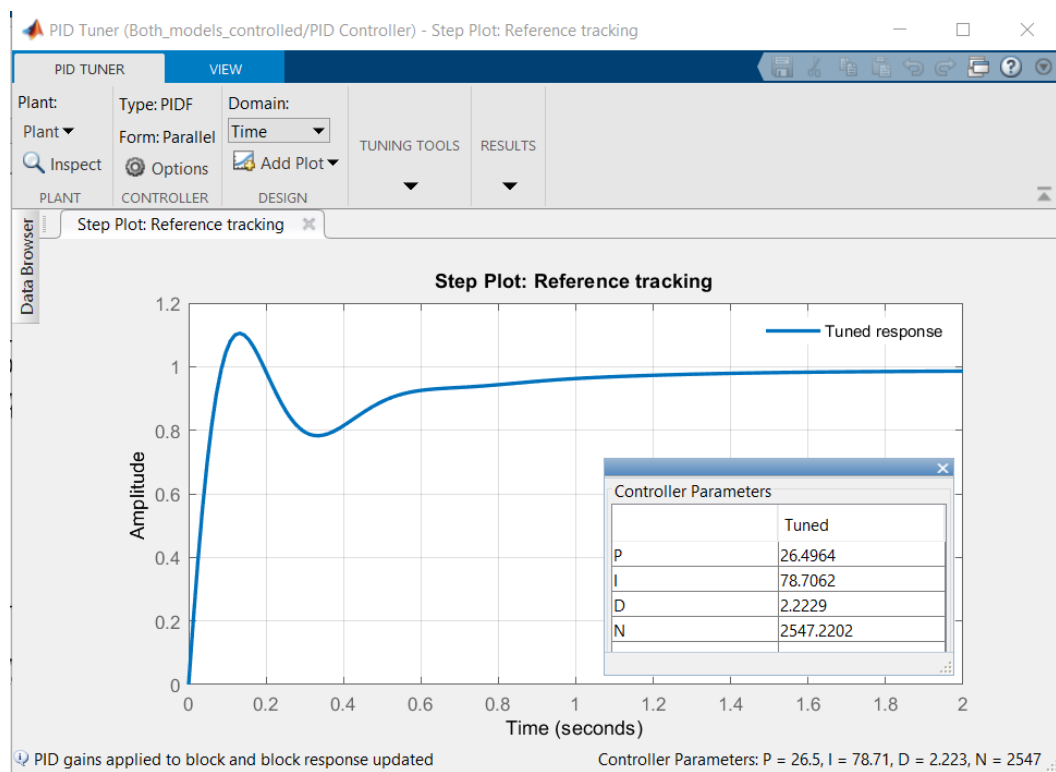 PID Tuner (Both_models_controlled/PID Controller) - Step Plot: Reference tracking
PID TUNER VIEW
Plant: Type: PIDF Domain:
Plant Form: Parallel Time
Inspect Options Add Plot TUNING TOOLS RESULTS
PLANT CONTROLLER DESIGN
Data Browser
Step Plot: Reference tracking
Step Plot: Reference tracking
Tuned response
Amplitude
1.2
1
0.8
0.6
0.4
0.2
0
Controller Parameters
Tuned
P 26.4964
I 78.7062
D 2.2229
N 2547.2202
0 0.2 0.4 0.6 0.8 1 1.2 1.4 1.6 1.8 2
Time (seconds)
PID gains applied to block and block response updated Controller Parameters: P = 26.5, I = 78.71, D = 2.223, N = 2547